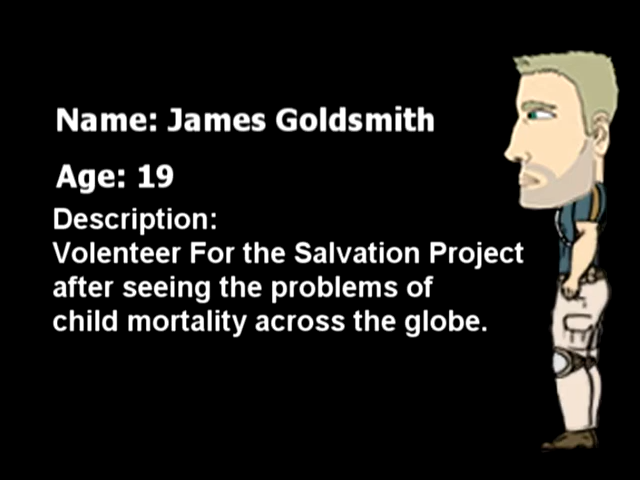 Name: James Goldsmith
Age: 19
Description:
Volenteer For the Salvation Project
after seeing the problems of
child mortality across the globe.